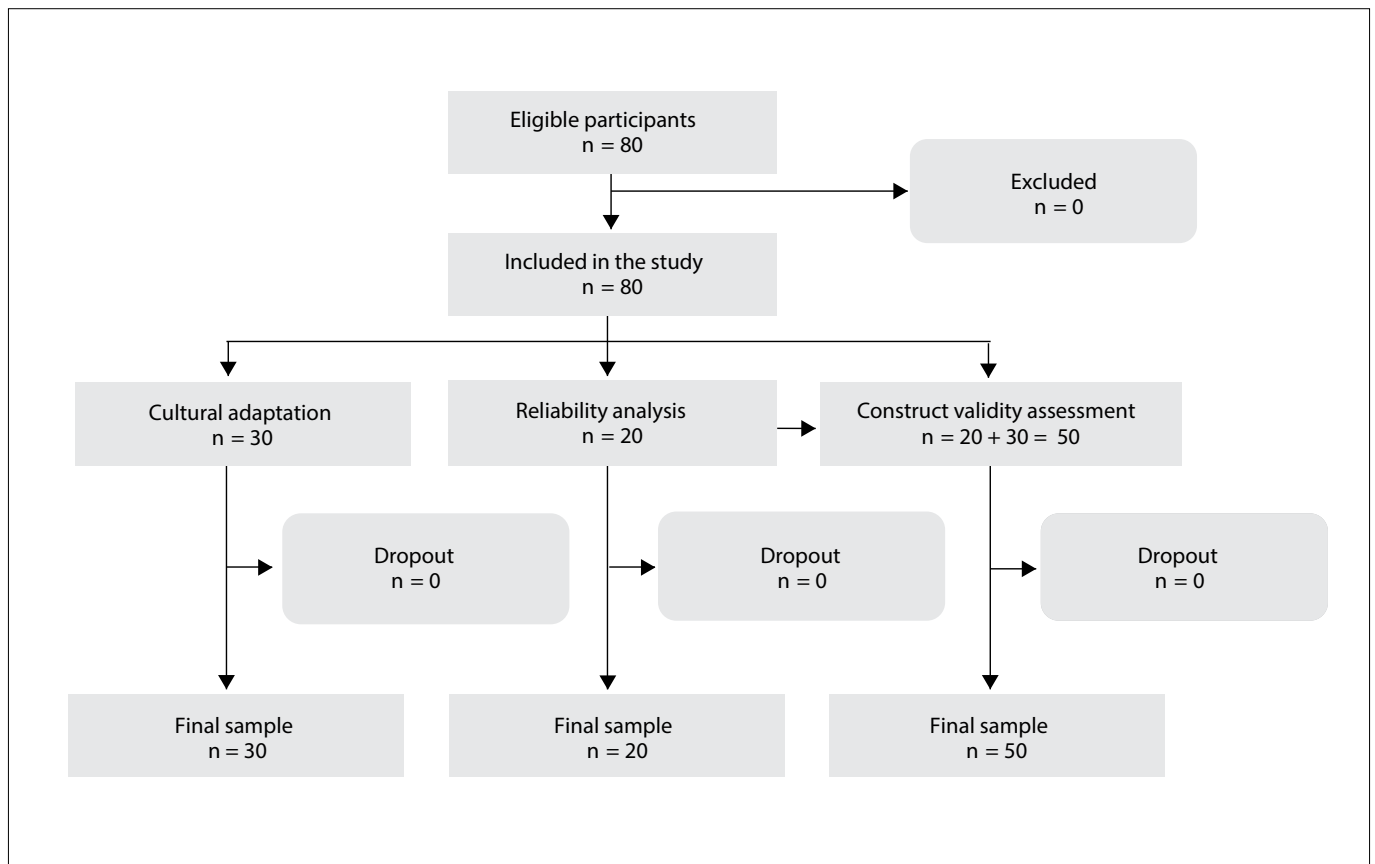 Eligible participants
n = 80
Excluded
n = 0
Included in the study
n = 80
Cultural adaptation
n = 30
Reliability analysis
n = 20
Construct validity assessment
n = 20 + 30 = 50
Dropout
n = 0
Dropout
n = 0
Dropout
n = 0
Final sample
n = 30
Final sample
n = 20
Final sample
n = 50